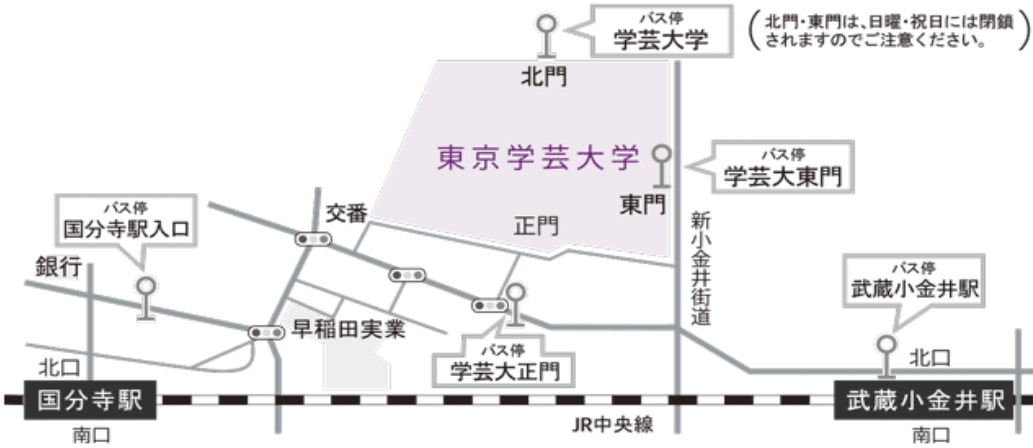 バス停
学芸大学
(北門・東門は、日曜・祝日には閉鎖
されますのでご注意ください。)
北門
東京学芸大学
バス停
学芸大東門
東門
正門
交番
バス停
国分寺駅入口
新小金井街道
銀行
バス停
武蔵小金井駅
早稲田実業
バス停
学芸大正門
北口
北口
国分寺駅
武蔵小金井駅
JR中央線
南口
南口